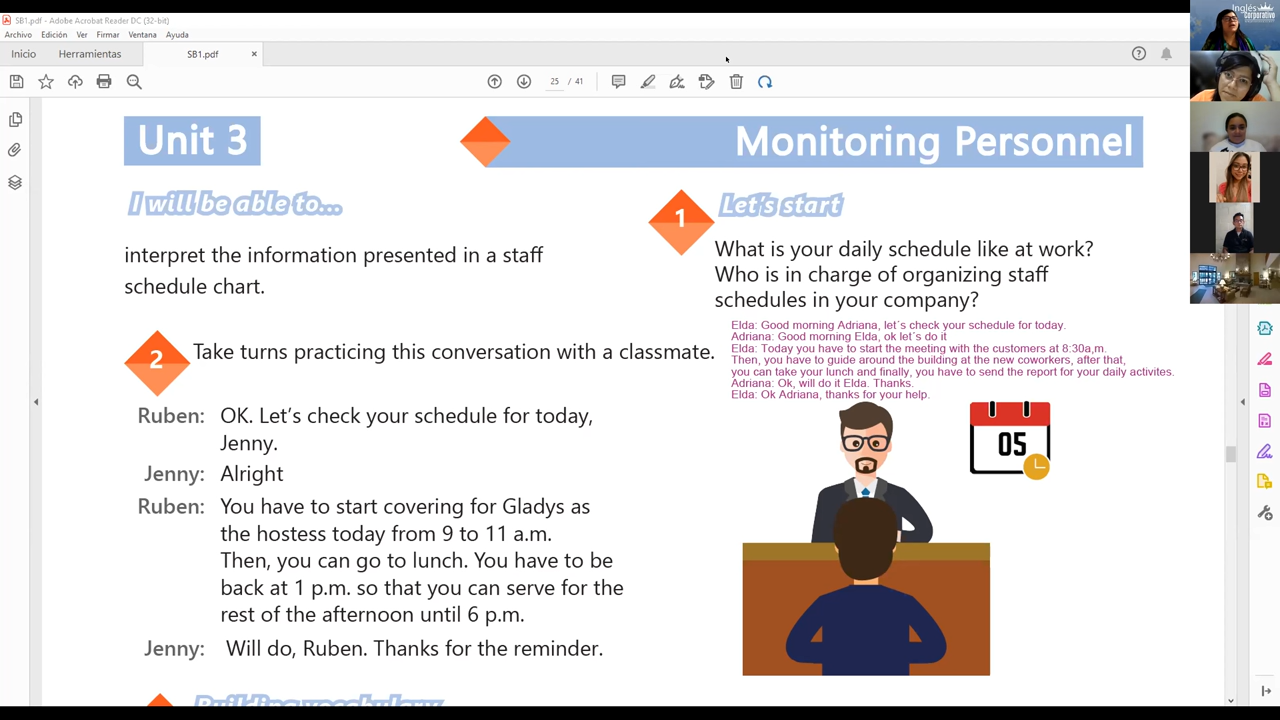 SB1.pdf - Adobe Acrobat Reader DC (32-bit)
Archivo Edición Ver Firmar Ventana Ayuda
Inicio Herramientas SB1.pdf ×
25 / 41
Inglés
corporativo
Unit 3
Monitoring Personnel
I will be able to...
interpret the information presented in a staff
schedule chart.
1 Let's start
What is your daily schedule like at work?
Who is in charge of organizing staff
schedules in your company?
Elda: Good morning Adriana, let´s check your schedule for today.
Adriana: Good morning Elda, ok let´s do it
Elda: Today you have to start the meeting with the customers at 8:30a,m.
Then, you have to guide around the building at the new coworkers, after that,
you can take your lunch and finally, you have to send the report for your daily activites.
Adriana: Ok, will do it Elda. Thanks.
Elda: Ok Adriana, thanks for your help.
05
2 Take turns practicing this conversation with a classmate.
Ruben: OK. Let's check your schedule for today,
Jenny.
Jenny: Alright
Ruben: You have to start covering for Gladys as
the hostess today from 9 to 11 a.m.
Then, you can go to lunch. You have to be
back at 1 p.m. so that you can serve for the
rest of the afternoon until 6 p.m.
Jenny: Will do, Ruben. Thanks for the reminder.
Building vocabulary